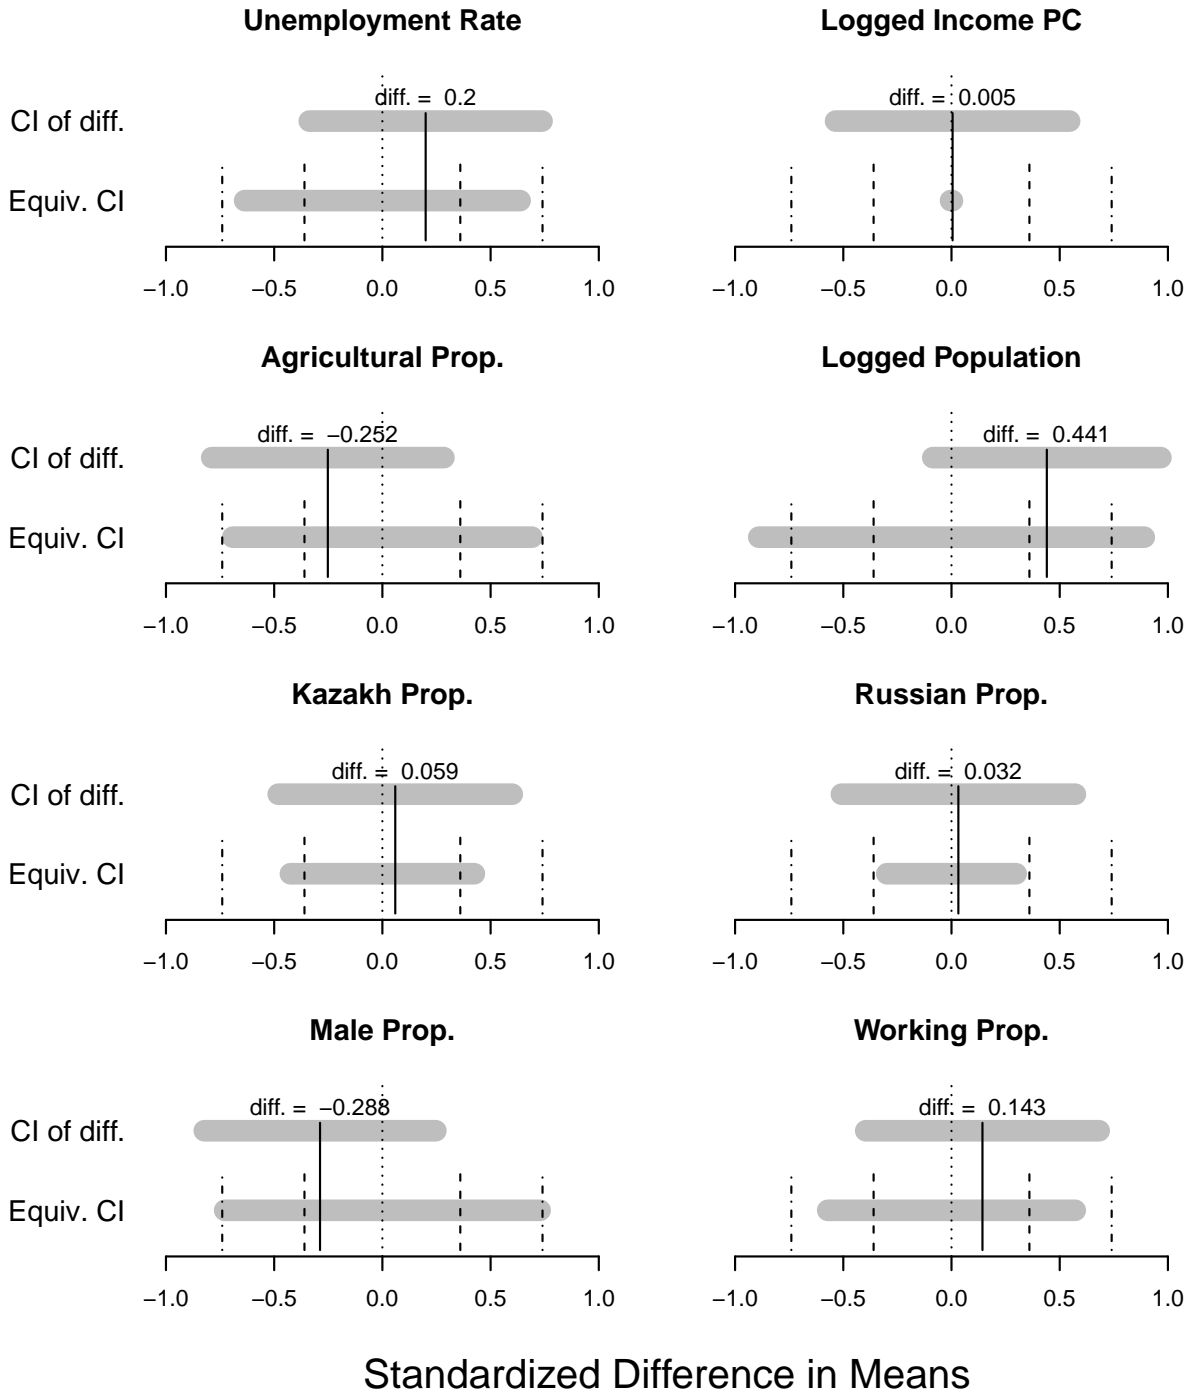 Unemployment Rate
diff. = 0.2
CI of diff.
Equiv. CI
−1.0 −0.5 0.0 0.5 1.0
Logged Income PC
diff. = 0.005
−1.0 −0.5 0.0 0.5 1.0
Agricultural Prop.
diff. = −0.252
CI of diff.
Equiv. CI
−1.0 −0.5 0.0 0.5 1.0
Logged Population
diff. = 0.441
−1.0 −0.5 0.0 0.5 1.0
Kazakh Prop.
diff. = 0.059
CI of diff.
Equiv. CI
−1.0 −0.5 0.0 0.5 1.0
Russian Prop.
diff. = 0.032
−1.0 −0.5 0.0 0.5 1.0
Male Prop.
diff. = −0.288
CI of diff.
Equiv. CI
−1.0 −0.5 0.0 0.5 1.0
Working Prop.
diff. = 0.143
−1.0 −0.5 0.0 0.5 1.0
Standardized Difference in Means